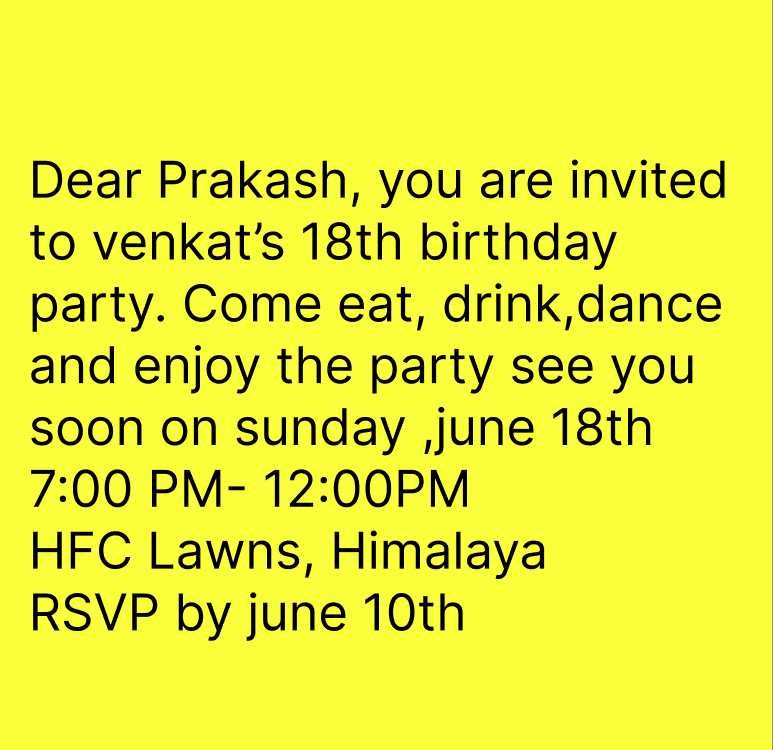 Dear Prakash, you are invited
to venkat’s 18th birthday
party. Come eat, drink,dance
and enjoy the party see you
soon on sunday ,june 18th
7:00 PM- 12:00PM
HFC Lawns, Himalaya
RSVP by june 10th